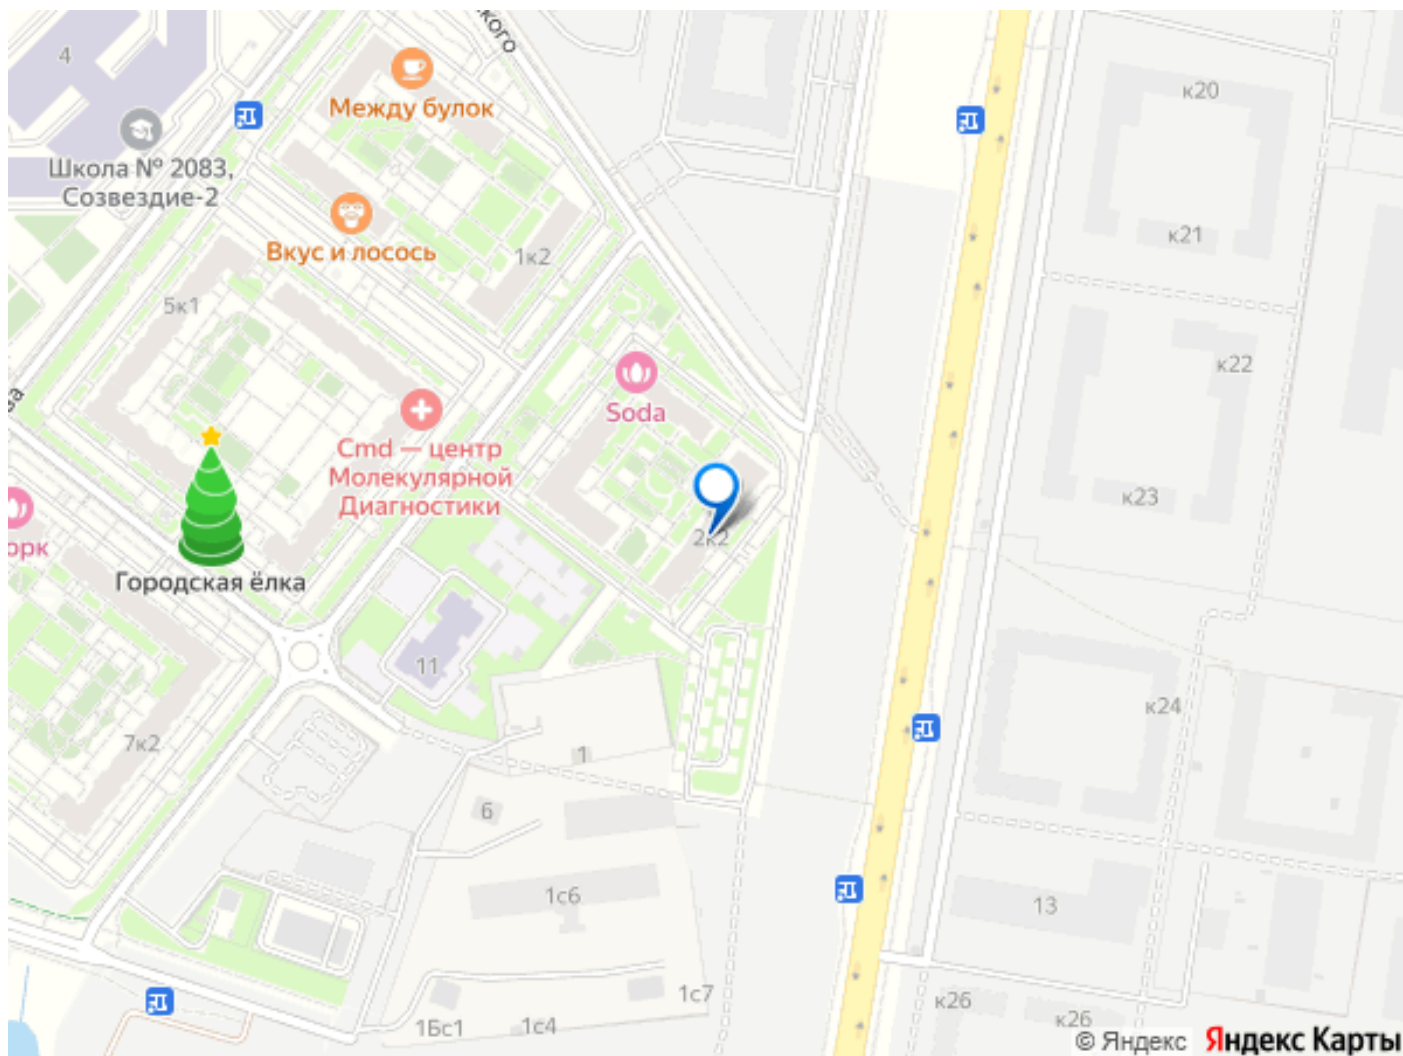 4
кого
Между булок
к20
Школа № 2083,
Созвездие-2
Вкус и лосось
1к2
к21
5к1
к22
Soda
Cmd — центр
Молекулярной
Диагностики
к23
2к2
орк
Городская ёлка
11
к24
7к2
1
6
1с6
13
1с7
к26
1Бс1
1с4
к26
© Яндекс Яндекс Карты